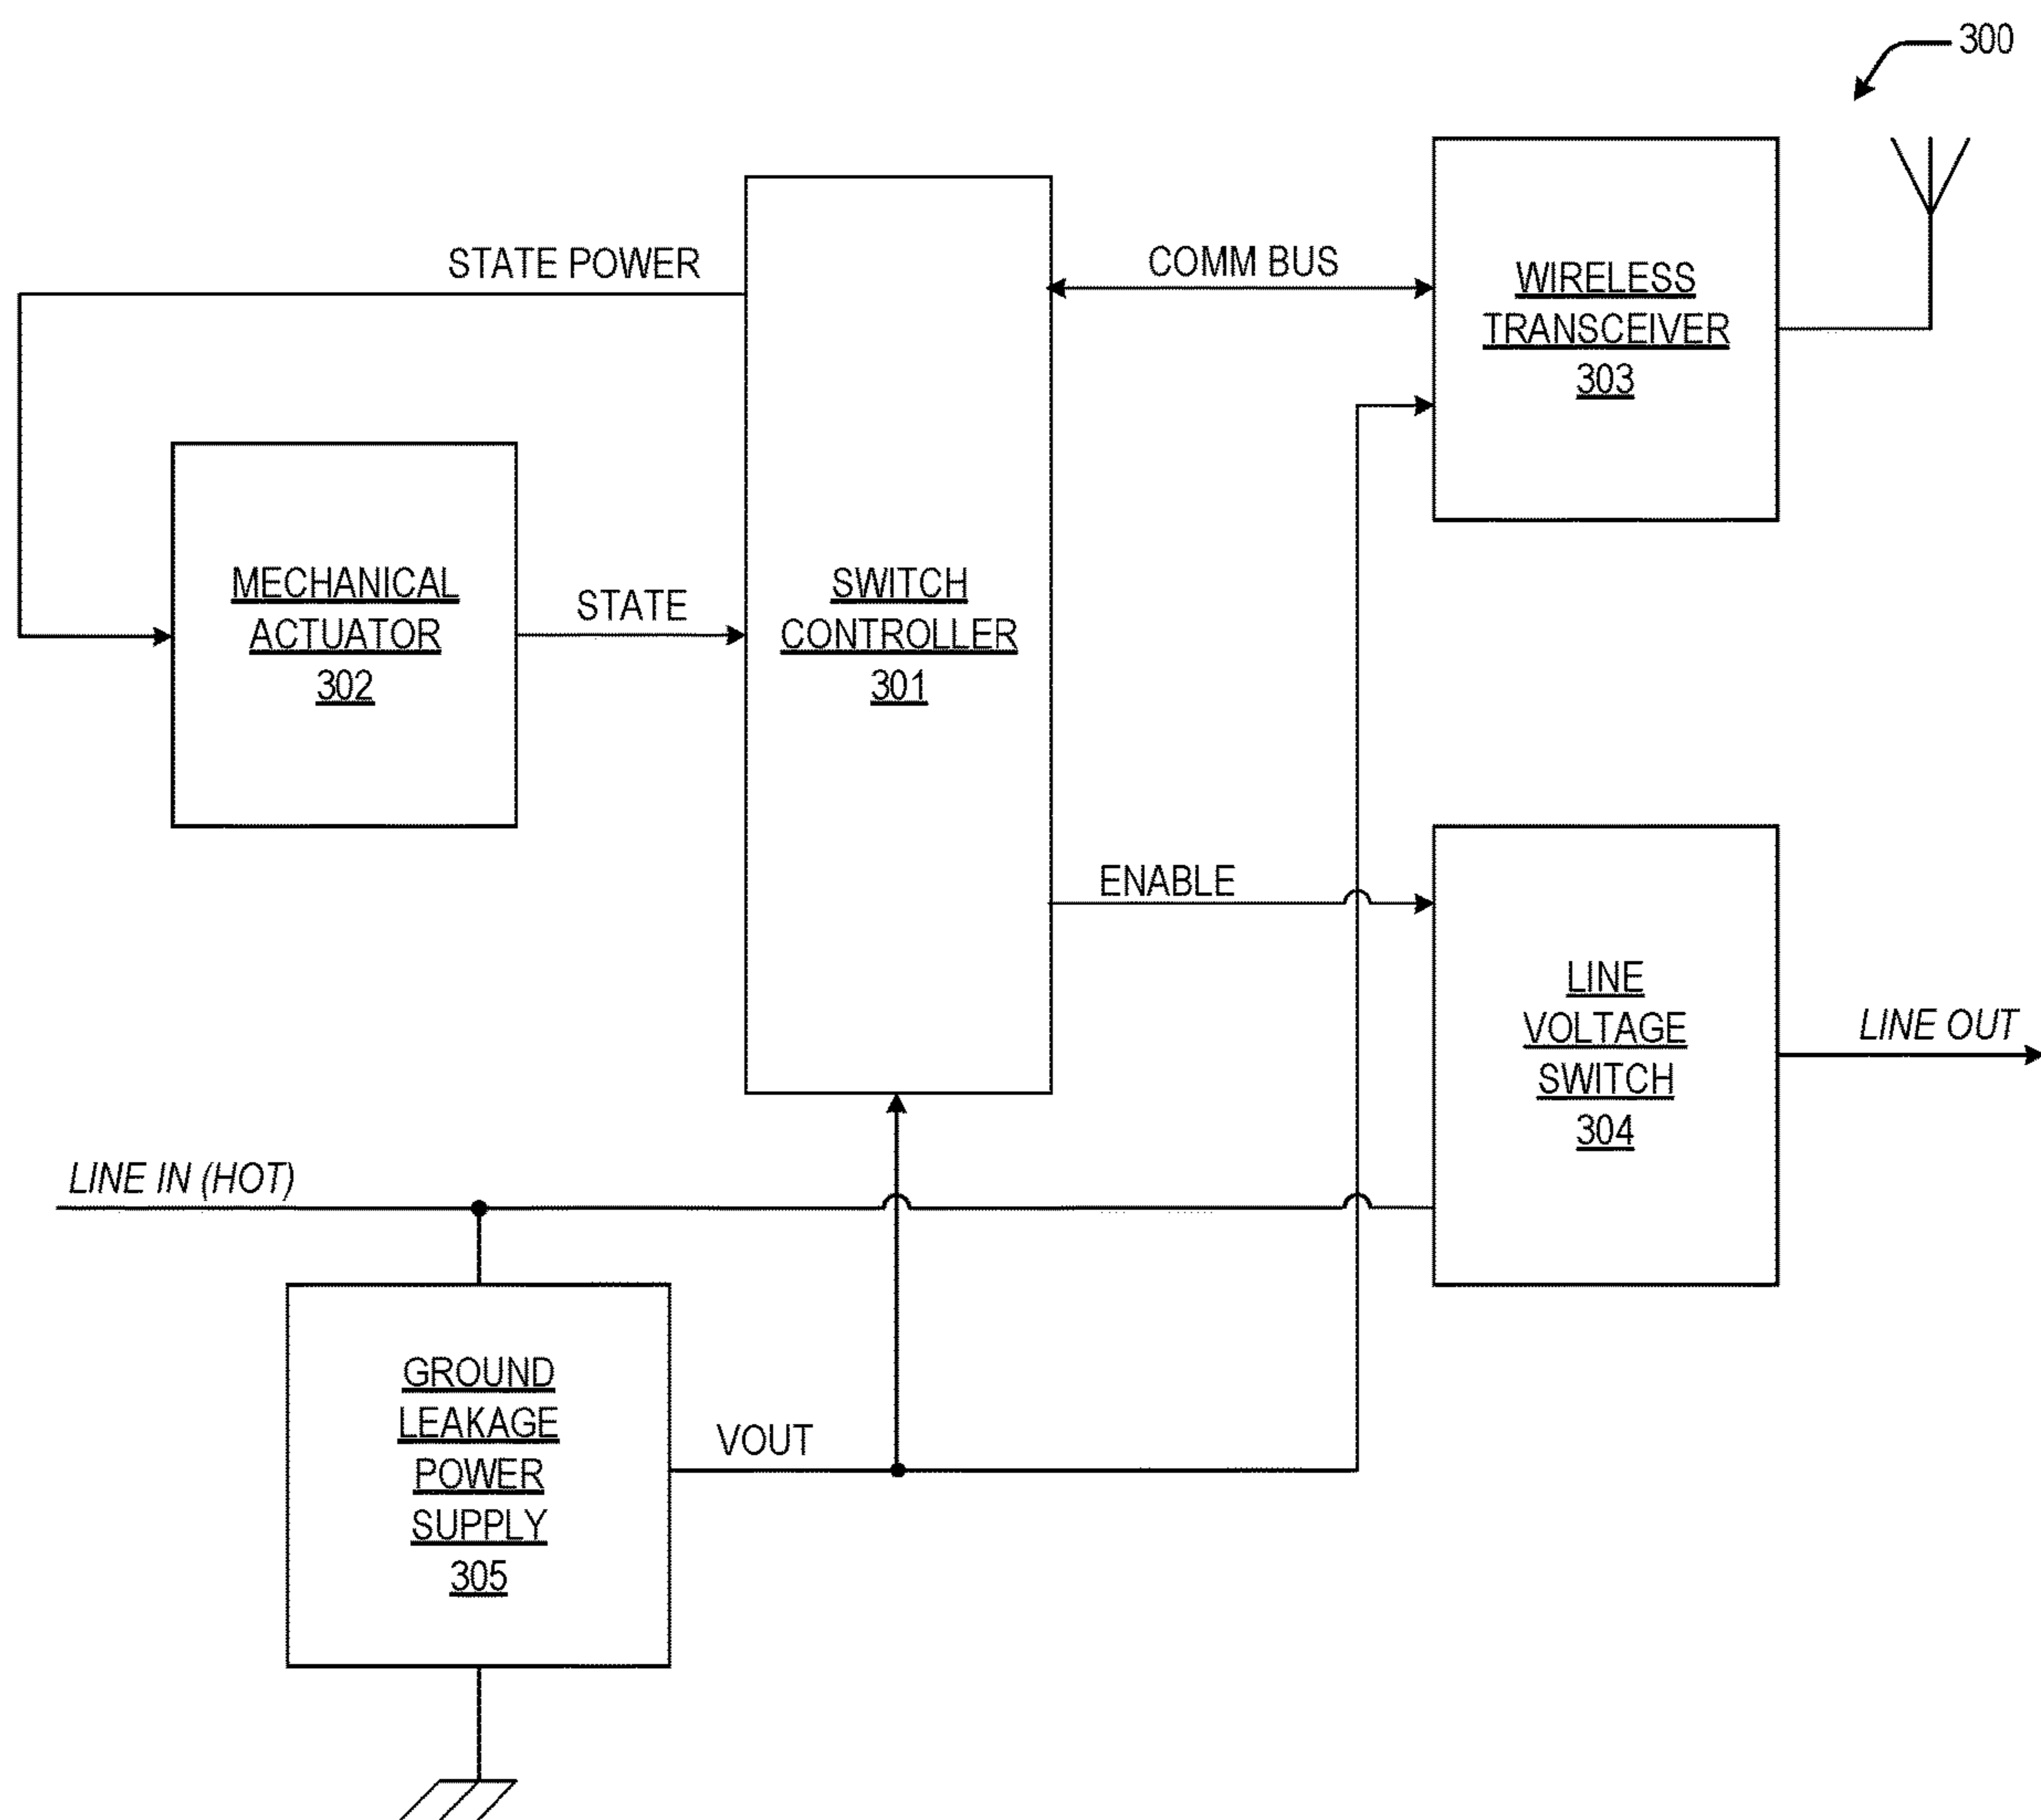 300
STATE POWER
COMM BUS
WIRELESS
TRANSCEIVER
303
MECHANICAL
ACTUATOR
302
STATE
SWITCH
CONTROLLER
301
ENABLE
LINE
VOLTAGE
SWITCH
304
LINE OUT
LINE IN (HOT)
GROUND
LEAKAGE
POWER
SUPPLY
305
VOUT